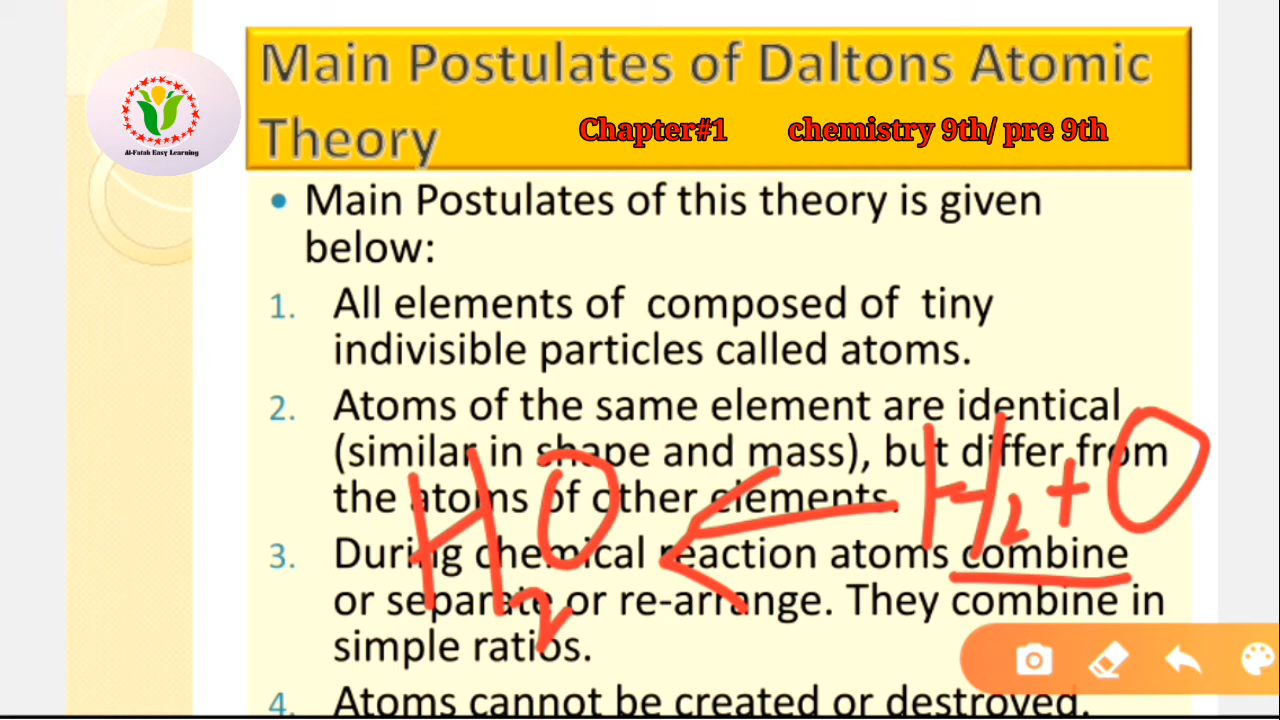 Main Postulates of Daltons Atomic
Theory
Chapter#1 chemistry 9th/ pre 9th
Al-Fatah Easy Learning
• Main Postulates of this theory is given
below:
1. All elements of composed of tiny
indivisible particles called atoms.
2. Atoms of the same element are identical
(similar in shape and mass), but differ from
the atoms of other elements.
H2O ← H2+O
3. During chemical reaction atoms combine
or separate or re-arrange. They combine in
simple ratios.
4. Atoms cannot be created or destroyed.